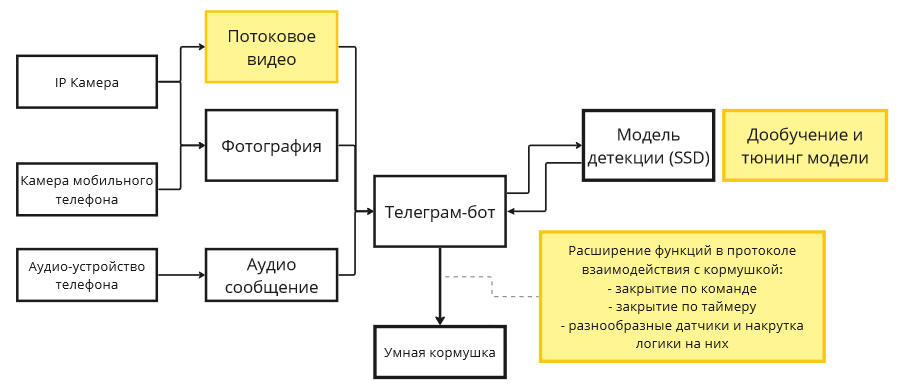 Потоковое
видео
IP Камера
Фотография
Камера мобильного
телефона
Аудио-устройство
телефона
Аудио
сообщение
Телеграм-бот
Модель
детекции (SSD)
Дообучение и
тюнинг модели
Расширение функций в протоколе
взаимодействия с кормушкой:
- закрытие по команде
- закрытие по таймеру
- разнообразные датчики и накрутка
логики на них
Умная кормушка